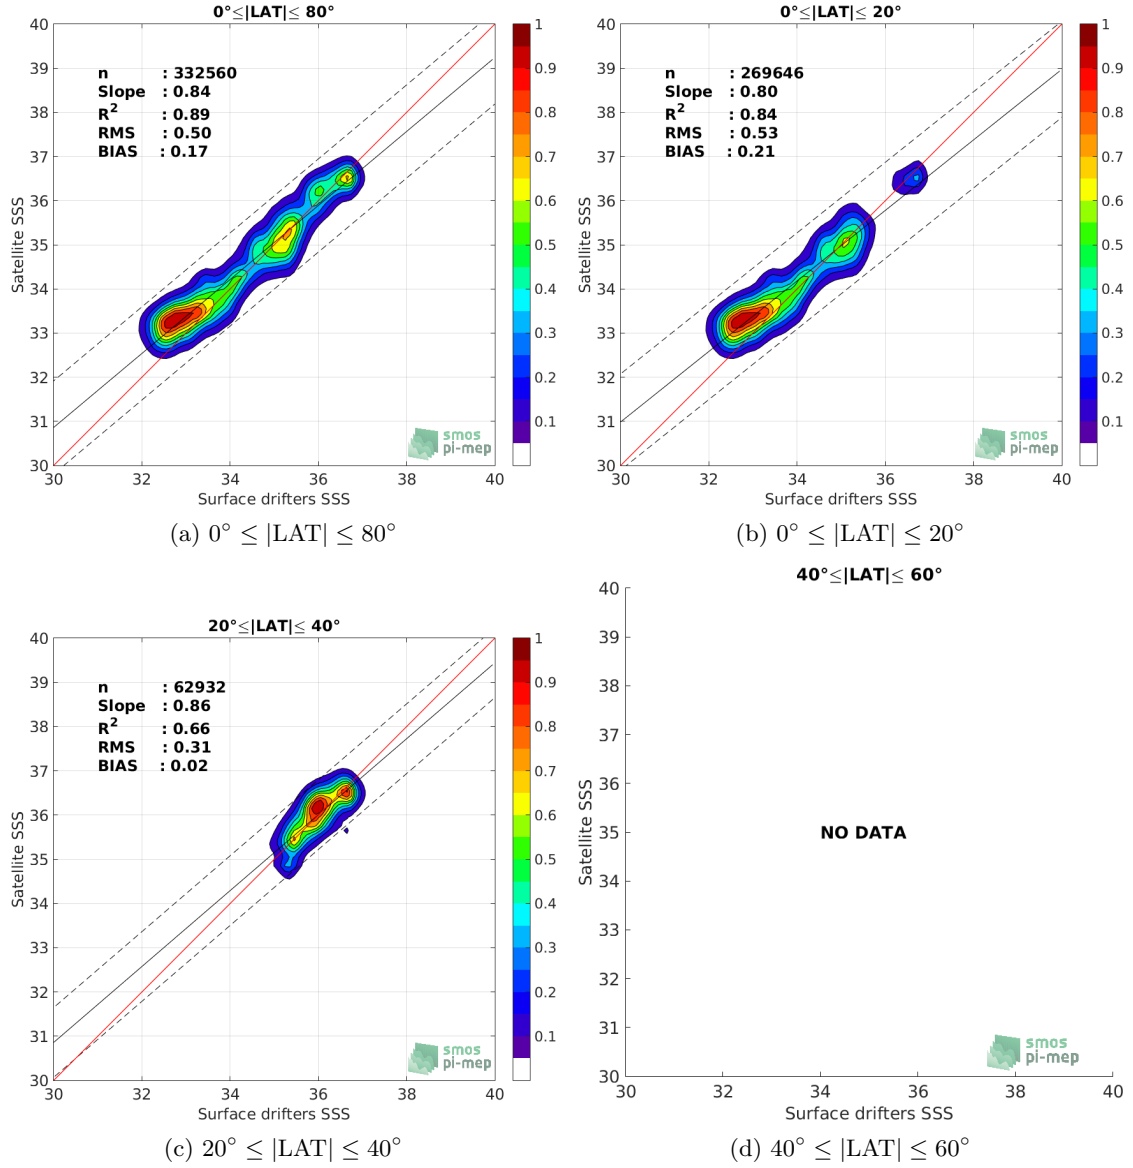 0°≤|LAT|≤ 80°
n : 332560
Slope : 0.84
R² : 0.89
RMS : 0.50
BIAS : 0.17
40
39
38
37
36
35
34
33
32
31
30
30 32 34 36 38 40
Satellite SSS
Surface drifters SSS
1
0.9
0.8
0.7
0.6
0.5
0.4
0.3
0.2
0.1
smos
pi-mep
(a) 0° ≤ |LAT| ≤ 80°
0°≤|LAT|≤ 20°
n : 269646
Slope : 0.80
R² : 0.84
RMS : 0.53
BIAS : 0.21
40
39
38
37
36
35
34
33
32
31
30
30 32 34 36 38 40
Satellite SSS
Surface drifters SSS
1
0.9
0.8
0.7
0.6
0.5
0.4
0.3
0.2
0.1
smos
pi-mep
(b) 0° ≤ |LAT| ≤ 20°
20°≤|LAT|≤ 40°
n : 62932
Slope : 0.86
R² : 0.66
RMS : 0.31
BIAS : 0.02
40
39
38
37
36
35
34
33
32
31
30
30 32 34 36 38 40
Satellite SSS
Surface drifters SSS
1
0.9
0.8
0.7
0.6
0.5
0.4
0.3
0.2
0.1
smos
pi-mep
(c) 20° ≤ |LAT| ≤ 40°
40°≤|LAT|≤ 60°
40
39
38
37
36
35
34
33
32
31
30
30 32 34 36 38 40
Satellite SSS
NO DATA
Surface drifters SSS
smos
pi-mep
(d) 40° ≤ |LAT| ≤ 60°